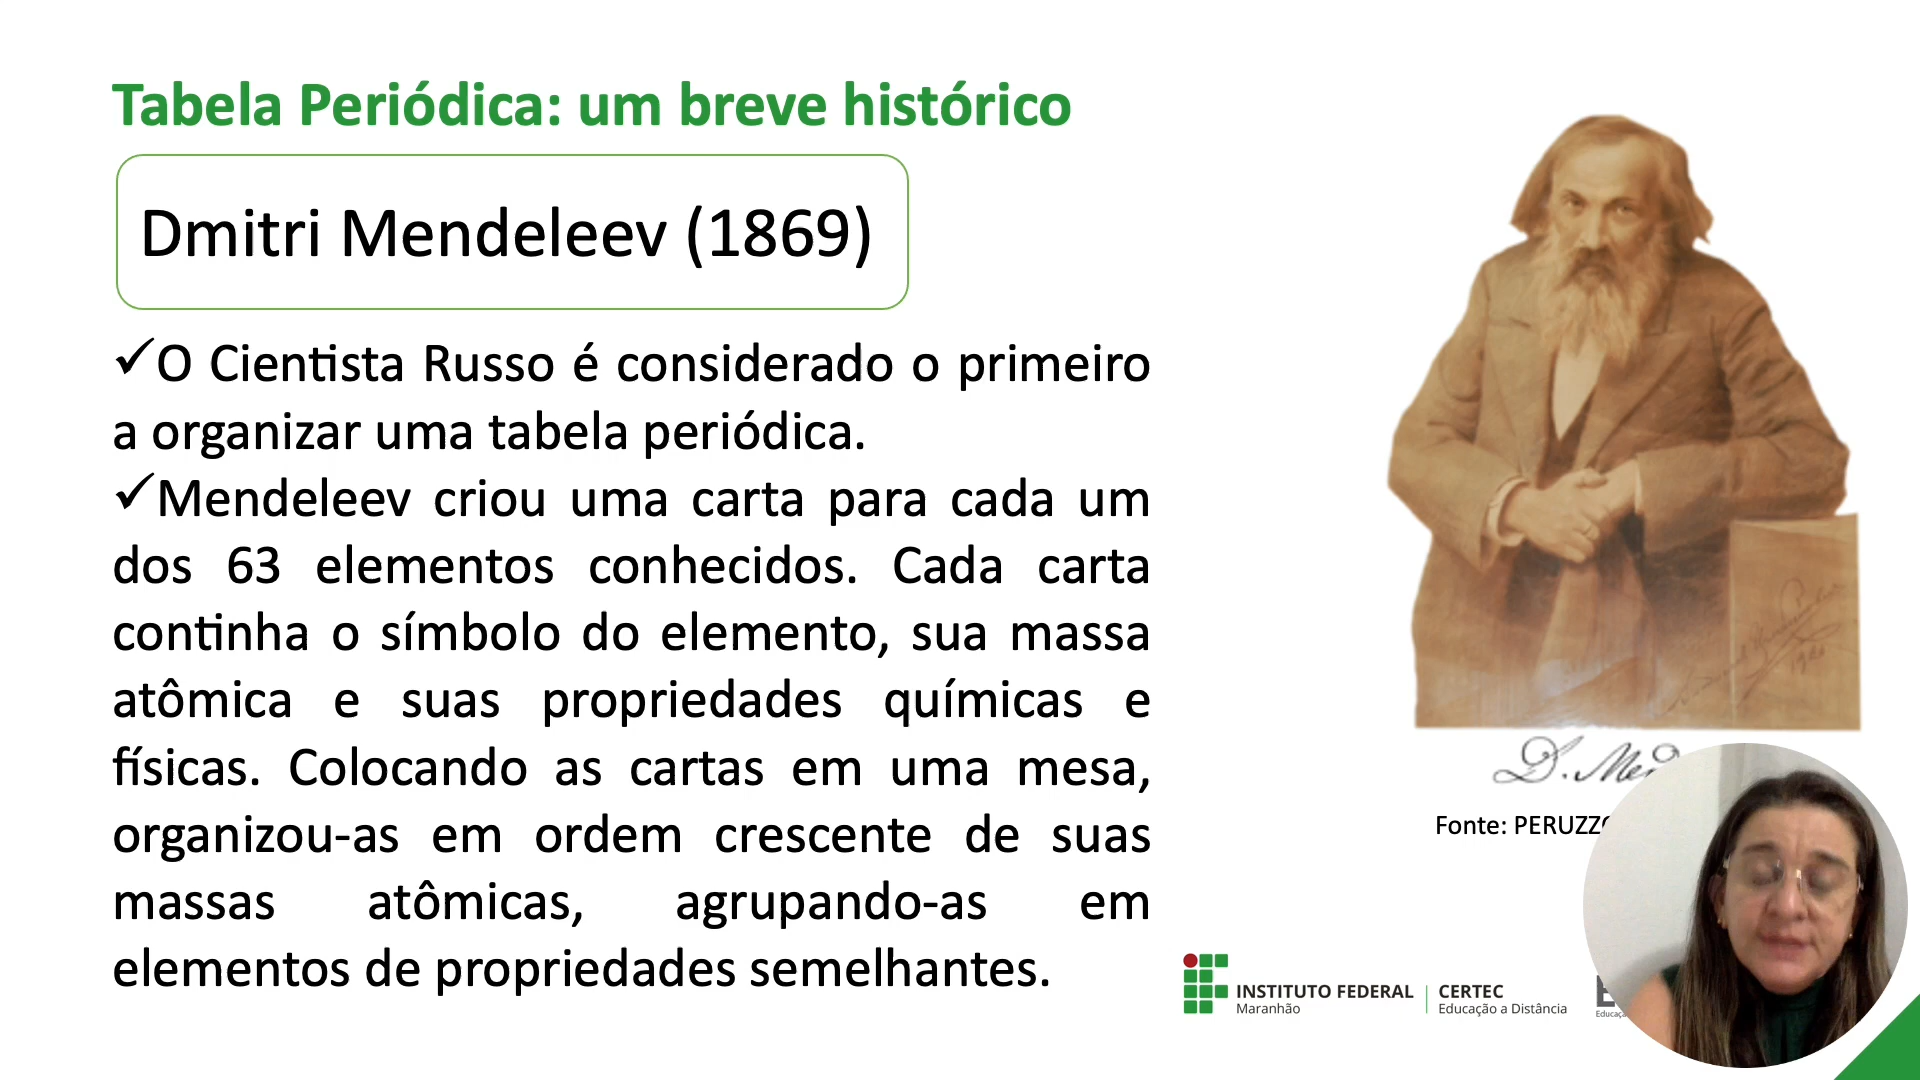 Tabela Periódica: um breve histórico
Dmitri Mendeleev (1869)
✓O Cientista Russo é considerado o primeiro
a organizar uma tabela periódica.
✓Mendeleev criou uma carta para cada um
dos 63 elementos conhecidos. Cada carta
continha o símbolo do elemento, sua massa
atômica e suas propriedades químicas e
físicas. Colocando as cartas em uma mesa,
organizou-as em ordem crescente de suas
massas atômicas, agrupando-as em
elementos de propriedades semelhantes.
D.
Fonte:
INSTITUTO FEDERAL
Maranhão
CERTEC
Educação a Distância